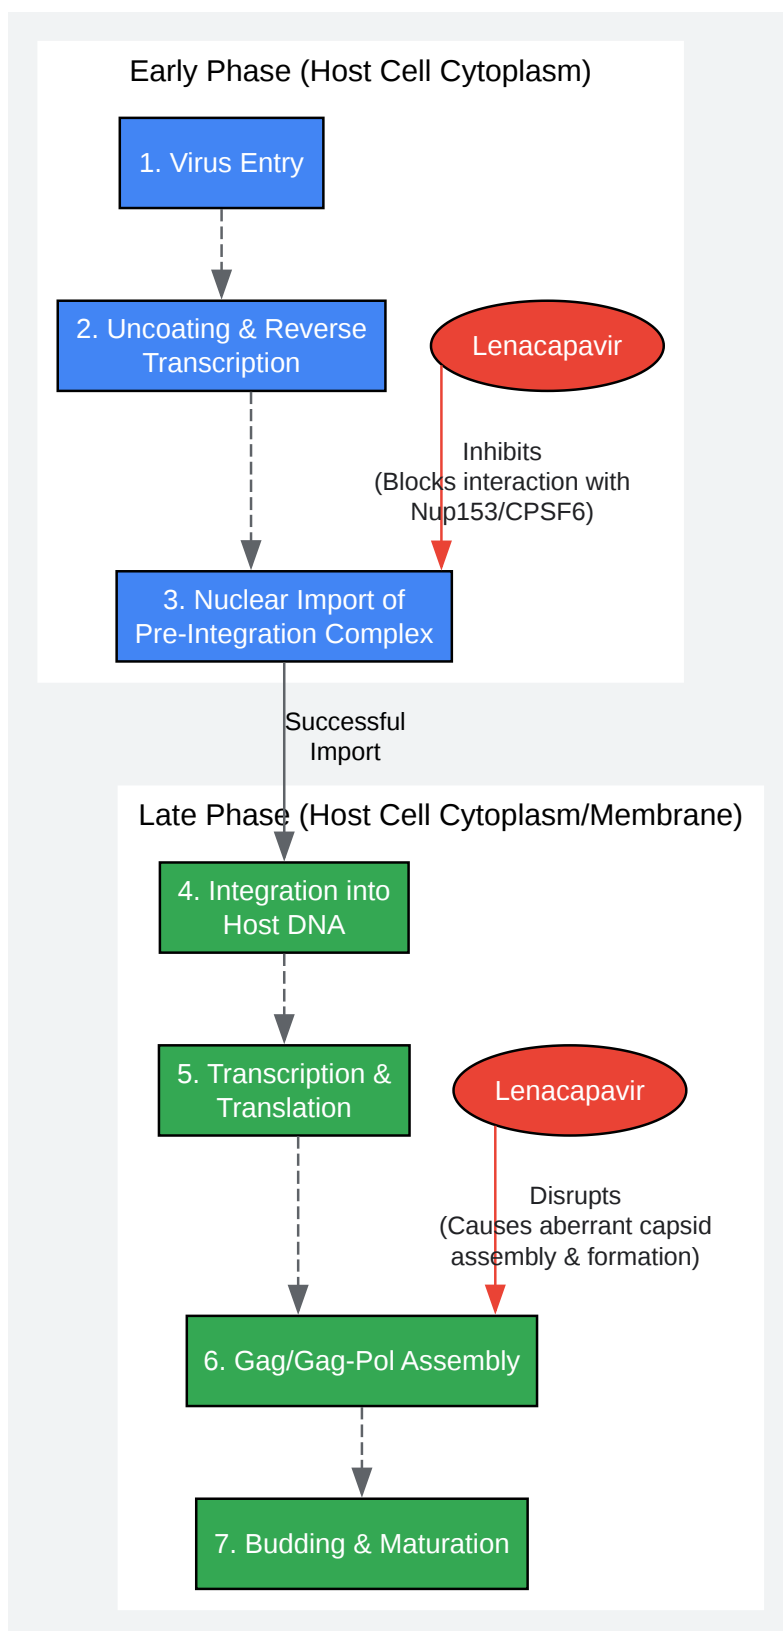 Early Phase (Host Cell Cytoplasm)
1. Virus Entry
2. Uncoating & Reverse
Transcription
Lenacapavir
Inhibits
(Blocks interaction with
Nup153/CPSF6)
3. Nuclear Import of
Pre-Integration Complex
Successful
Import
Late Phase (Host Cell Cytoplasm/Membrane)
4. Integration into
Host DNA
5. Transcription &
Translation
Lenacapavir
Disrupts
(Causes aberrant capsid
assembly & formation)
6. Gag/Gag-Pol Assembly
7. Budding & Maturation